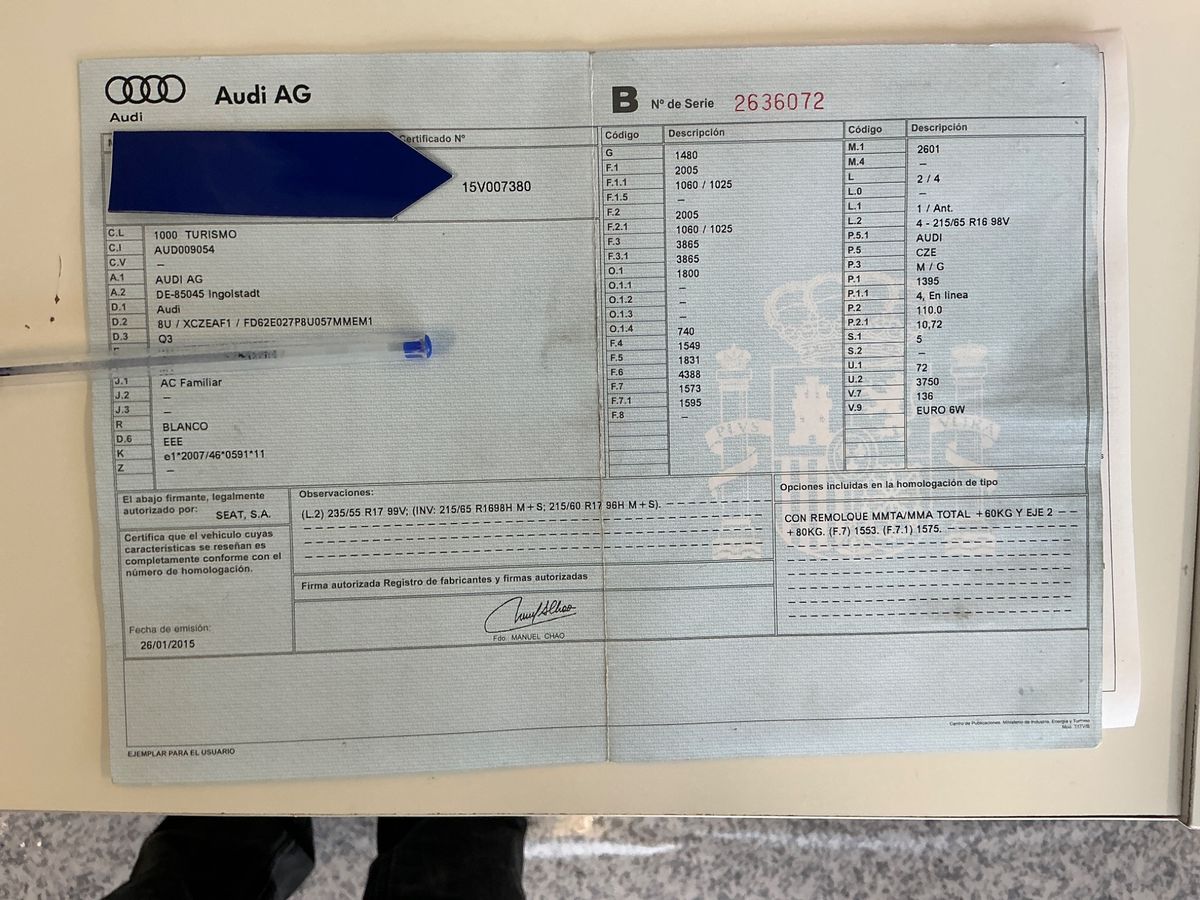 Audi
Audi AG
B Nº de Serie 2636072
Certificado Nº
15V007380
C.L 1000 TURISMO
C.I AUD009054
C.V –
A.1 AUDI AG
A.2 DE-85045 Ingolstadt
D.1 Audi
D.2 8U / XCZEAF1 / FD62E027P8U057MMEM1
D.3 Q3
J.1 AC Familiar
J.2 –
J.3 –
R BLANCO
D.6 EEE
K e1*2007/46*0591*11
Z –
Código Descripción
G 1480
F.1 2005
F.1.1 1060 / 1025
F.1.5 –
F.2 2005
F.2.1 1060 / 1025
F.3 3865
F.3.1 3865
O.1 1800
O.1.1 –
O.1.2 –
O.1.3 –
O.1.4 740
F.4 1549
F.5 1831
F.6 4388
F.7 1573
F.7.1 1595
F.8 –
Código Descripción
M.1 2601
M.4 –
L 2 / 4
L.0 –
L.1 1 / Ant.
L.2 4 - 215/65 R16 98V
P.5.1 AUDI
P.5 CZE
P.3 M / G
P.1 1395
P.1.1 4, En linea
P.2 110.0
P.2.1 10,72
S.1 5
S.2 –
U.1 72
U.2 3750
V.7 136
V.9 EURO 6W
PLVS VLTRA
El abajo firmante, legalmente
autorizado por: SEAT, S.A.
Certifica que el vehículo cuyas
características se reseñan es
completamente conforme con el
número de homologación.
Fecha de emisión:
26/01/2015
Observaciones:
(L.2) 235/55 R17 99V; (INV: 215/65 R1698H M + S; 215/60 R17 96H M + S).
Firma autorizada Registro de fabricantes y firmas autorizadas
Fdo. MANUEL CHAO
Opciones incluidas en la homologación de tipo
CON REMOLQUE MMTA/MMA TOTAL +60KG Y EJE 2
+80KG. (F.7) 1553. (F.7.1) 1575.
EJEMPLAR PARA EL USUARIO
Centro de Publicaciones. Ministerio de Industria, Energía y Turismo